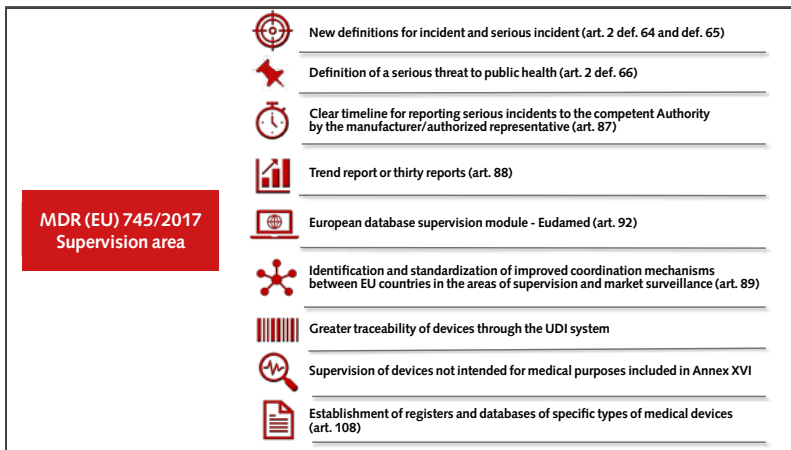 New definitions for incident and serious incident (art. 2 def. 64 and def. 65)
Definition of a serious threat to public health (art. 2 def. 66)
Clear timeline for reporting serious incidents to the competent Authority
by the manufacturer/authorized representative (art. 87)
Trend report or thirty reports (art. 88)
MDR (EU) 745/2017
Supervision area
European database supervision module - Eudamed (art. 92)
Identification and standardization of improved coordination mechanisms
between EU countries in the areas of supervision and market surveillance (art. 89)
Greater traceability of devices through the UDI system
Supervision of devices not intended for medical purposes included in Annex XVI
Establishment of registers and databases of specific types of medical devices
(art. 108)